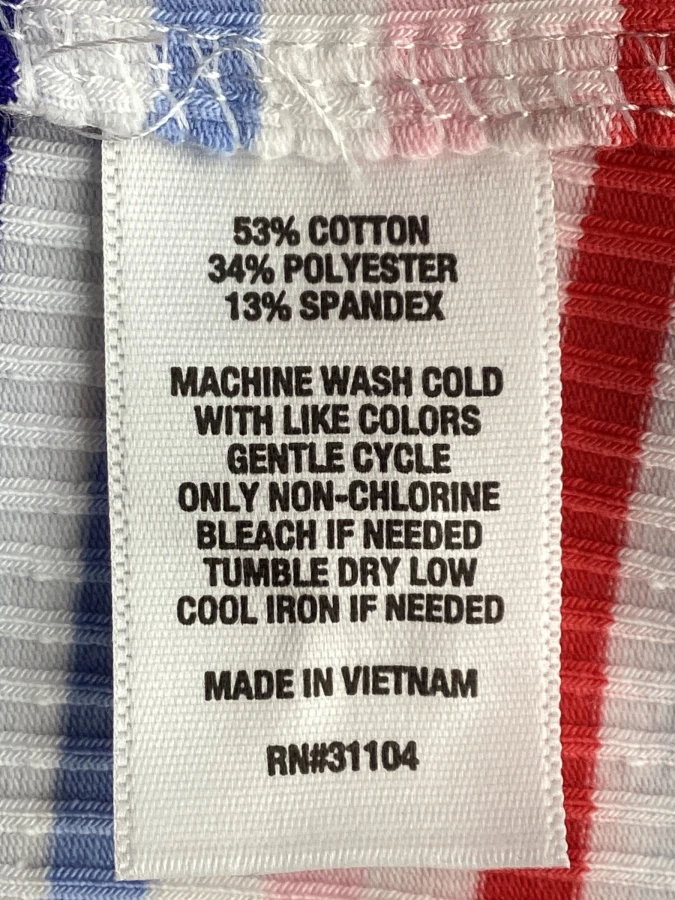 53% COTTON
34% POLYESTER
13% SPANDEX
MACHINE WASH COLD
WITH LIKE COLORS
GENTLE CYCLE
ONLY NON-CHLORINE
BLEACH IF NEEDED
TUMBLE DRY LOW
COOL IRON IF NEEDED
MADE IN VIETNAM
RN#31104